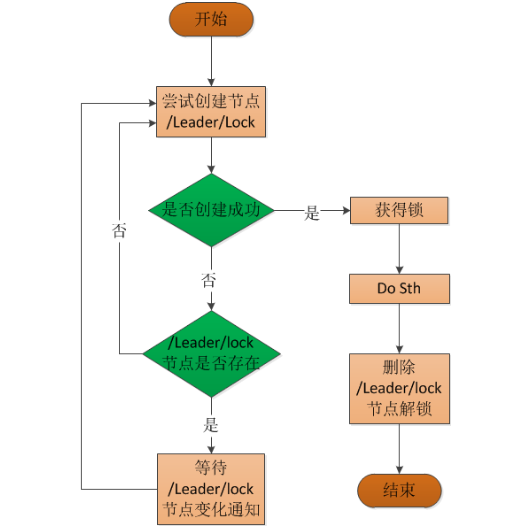 开始
尝试创建节点
/Leader/Lock
是否创建成功
是
获得锁
否
否
Do Sth
/Leader/lock
节点是否存在
删除
/Leader/lock
节点解锁
是
等待
/Leader/lock
节点变化通知
结束